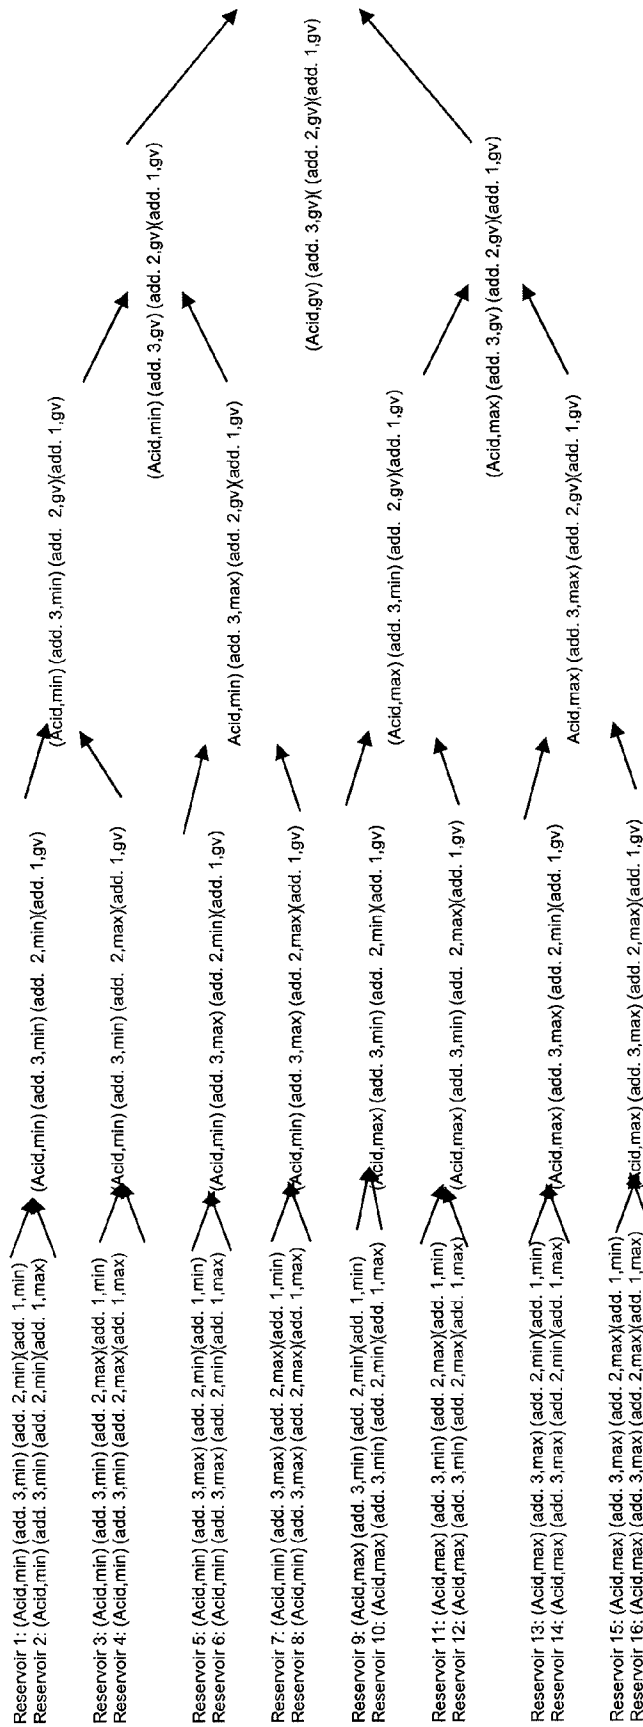 Reservoir 1: (Acid,min) (add. 3,min) (add. 2,min)(add. 1,min)
Reservoir 2: (Acid,min) (add. 3,min) (add. 2,min)(add. 1,max)
Reservoir 3: (Acid,min) (add. 3,min) (add. 2,max)(add. 1,min)
Reservoir 4: (Acid,min) (add. 3,min) (add. 2,max)(add. 1,max)
Reservoir 5: (Acid,min) (add. 3,max) (add. 2,min)(add. 1,min)
Reservoir 6: (Acid,min) (add. 3,max) (add. 2,min)(add. 1,max)
Reservoir 7: (Acid,min) (add. 3,max) (add. 2,max)(add. 1,min)
Reservoir 8: (Acid,min) (add. 3,max) (add. 2,max)(add. 1,max)
Reservoir 9: (Acid,max) (add. 3,min) (add. 2,min)(add. 1,min)
Reservoir 10: (Acid,max) (add. 3,min) (add. 2,min)(add. 1,max)
Reservoir 11: (Acid,max) (add. 3,min) (add. 2,max)(add. 1,min)
Reservoir 12: (Acid,max) (add. 3,min) (add. 2,max)(add. 1,max)
Reservoir 13: (Acid,max) (add. 3,max) (add. 2,min)(add. 1,min)
Reservoir 14: (Acid,max) (add. 3,max) (add. 2,min)(add. 1,max)
Reservoir 15: (Acid,max) (add. 3,max) (add. 2,max)(add. 1,min)
Reservoir 16: (Acid,max) (add. 3,max) (add. 2,max)(add. 1,max)
(Acid,min) (add. 3,min) (add. 2,min)(add. 1,gv)
(Acid,min) (add. 3,min) (add. 2,max)(add. 1,gv)
(Acid,min) (add. 3,max) (add. 2,min)(add. 1,gv)
(Acid,min) (add. 3,max) (add. 2,max)(add. 1,gv)
(Acid,max) (add. 3,min) (add. 2,min)(add. 1,gv)
(Acid,max) (add. 3,min) (add. 2,max)(add. 1,gv)
(Acid,max) (add. 3,max) (add. 2,min)(add. 1,gv)
(Acid,max) (add. 3,max) (add. 2,max)(add. 1,gv)
(Acid,min) (add. 3,min) (add. 2,gv)(add. 1,gv)
Acid,min) (add. 3,max) (add. 2,gv)(add. 1,gv)
(Acid,max) (add. 3,min) (add. 2,gv)(add. 1,gv)
Acid,max) (add. 3,max) (add. 2,gv)(add. 1,gv)
(Acid,min) (add. 3,gv) (add. 2,gv)(add. 1,gv)
(Acid,max) (add. 3,gv) (add. 2,gv)(add. 1,gv)
(Acid,gv) (add. 3,gv)( (add. 2,gv)(add. 1,gv)